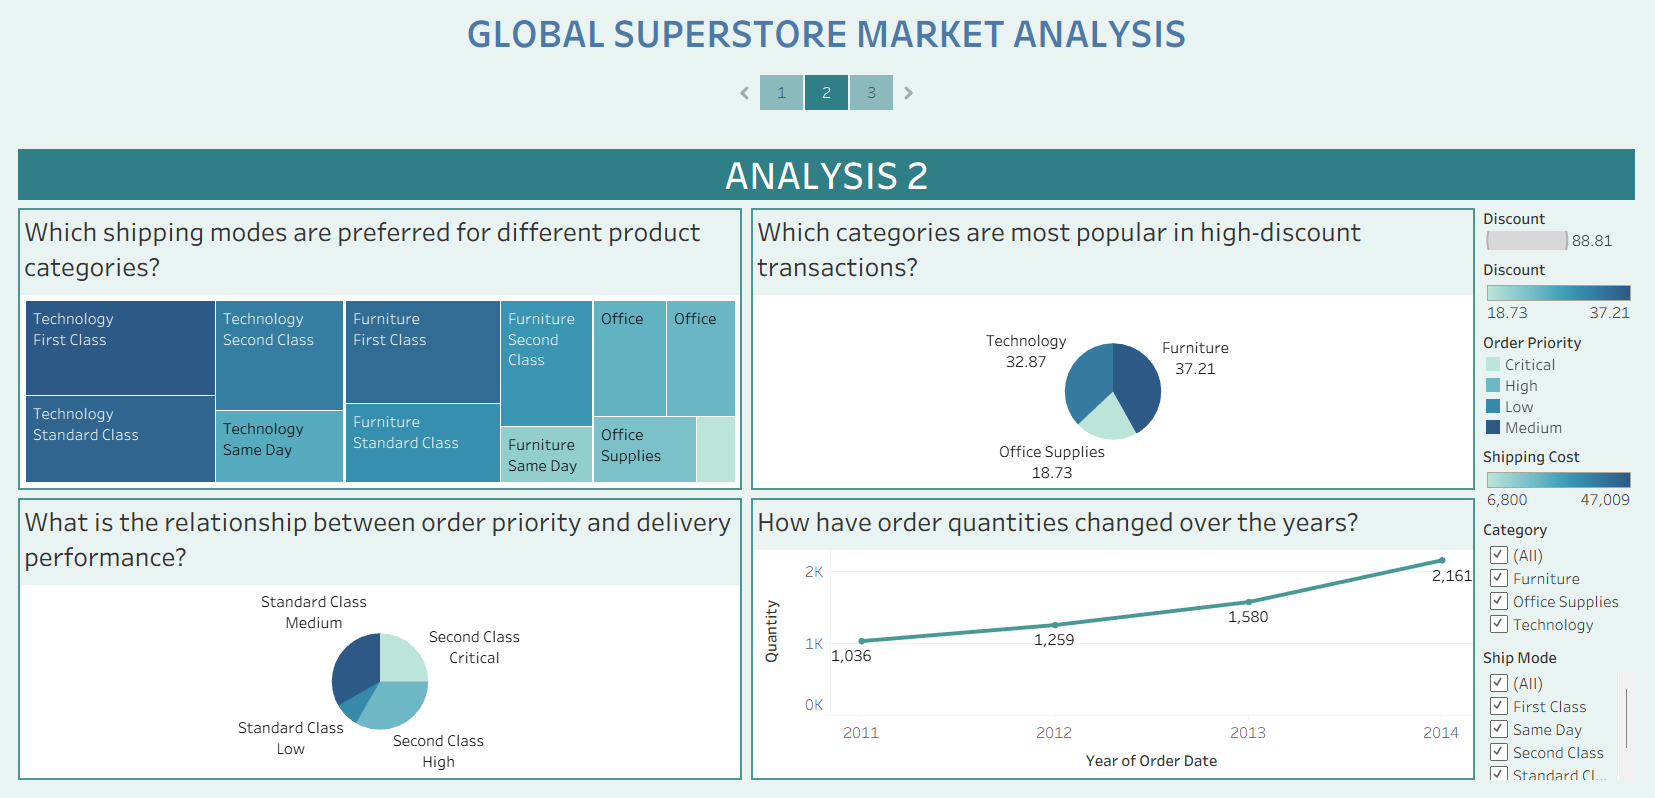 GLOBAL SUPERSTORE MARKET ANALYSIS
1 2 3
ANALYSIS 2
Which shipping modes are preferred for different product
categories?
Technology
First Class
Technology
Standard Class
Technology
Second Class
Technology
Same Day
Furniture
First Class
Furniture
Standard Class
Furniture
Second
Class
Furniture
Same Day
Office
Office
Office
Supplies
Which categories are most popular in high-discount
transactions?
Technology
32.87
Furniture
37.21
Office Supplies
18.73
What is the relationship between order priority and delivery
performance?
Standard Class
Medium
Second Class
Critical
Standard Class
Low
Second Class
High
How have order quantities changed over the years?
Quantity
2K
1K
0K
1,036
1,259
1,580
2,161
2011
2012
2013
2014
Year of Order Date
Discount
88.81
Discount
18.73 37.21
Order Priority
Critical
High
Low
Medium
Shipping Cost
6,800 47,009
Category
(All)
Furniture
Office Supplies
Technology
Ship Mode
(All)
First Class
Same Day
Second Class
Standard Cl...